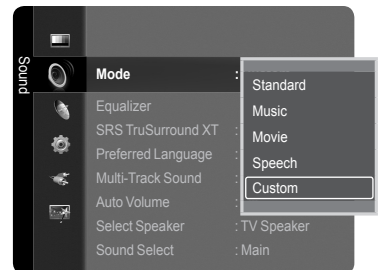 Sound
Mode :
Equalizer
SRS TruSurround XT :
Preferred Language :
Multi-Track Sound :
Auto Volume :
Select Speaker : TV Speaker
Sound Select : Main
Standard
Music
Movie
Speech
Custom